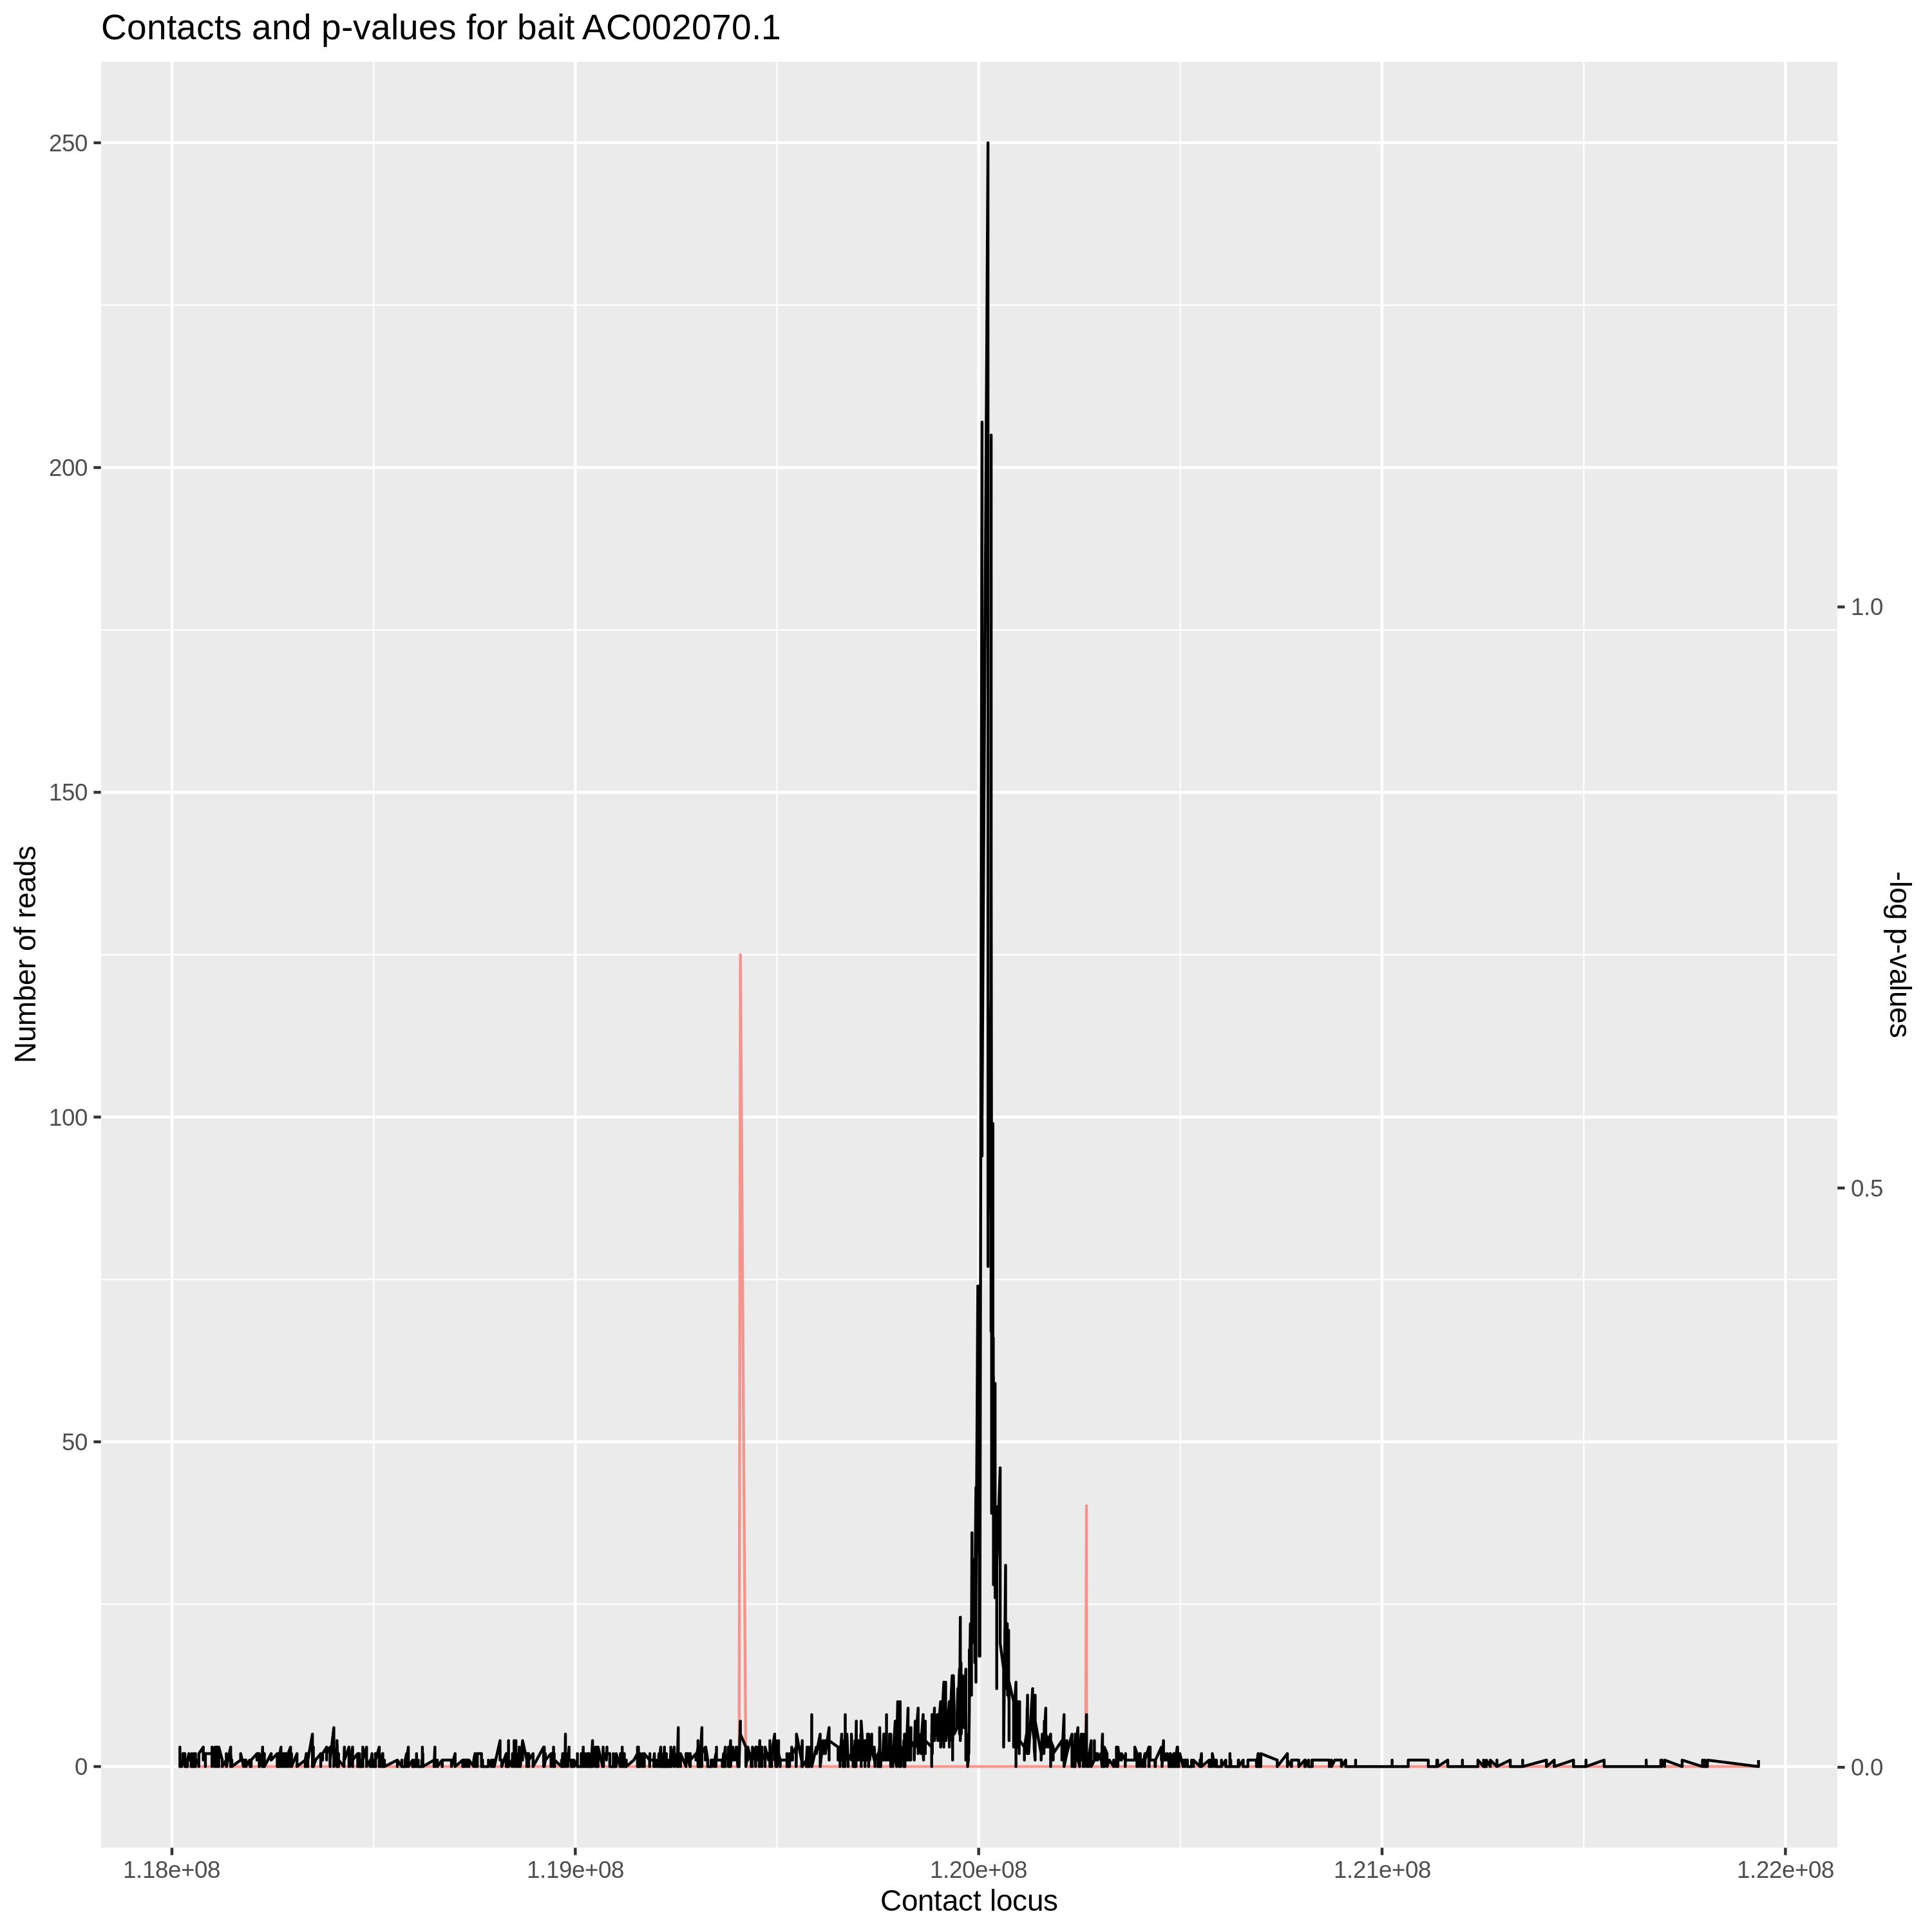 Contacts and p-values for bait AC002070.1
250
200
150
100
50
0
Number of reads
1.0
0.5
0.0
-log p-values
1.18e+08
1.19e+08
1.20e+08
1.21e+08
1.22e+08
Contact locus